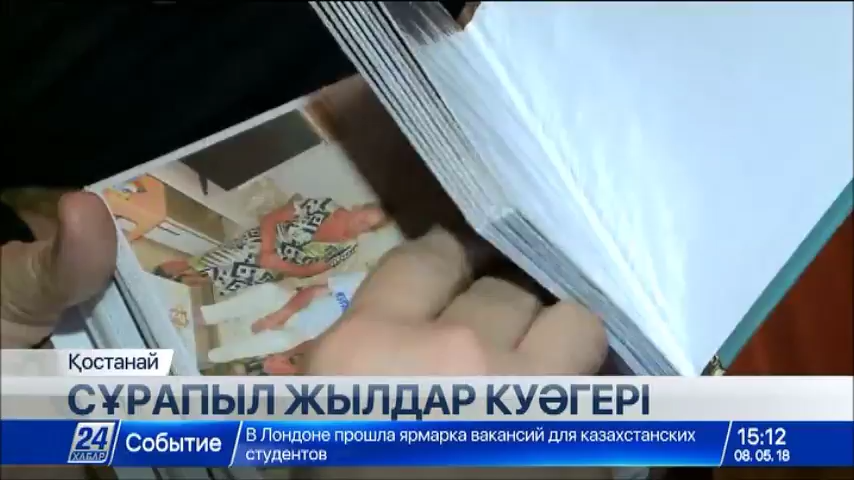 Қостанай
СҰРАПЫЛ ЖЫЛДАР КУӘГЕРІ
24
ХАБАР
Событие
В Лондоне прошла ярмарка вакансий для казахстанских
студентов
15:12
08.05.18